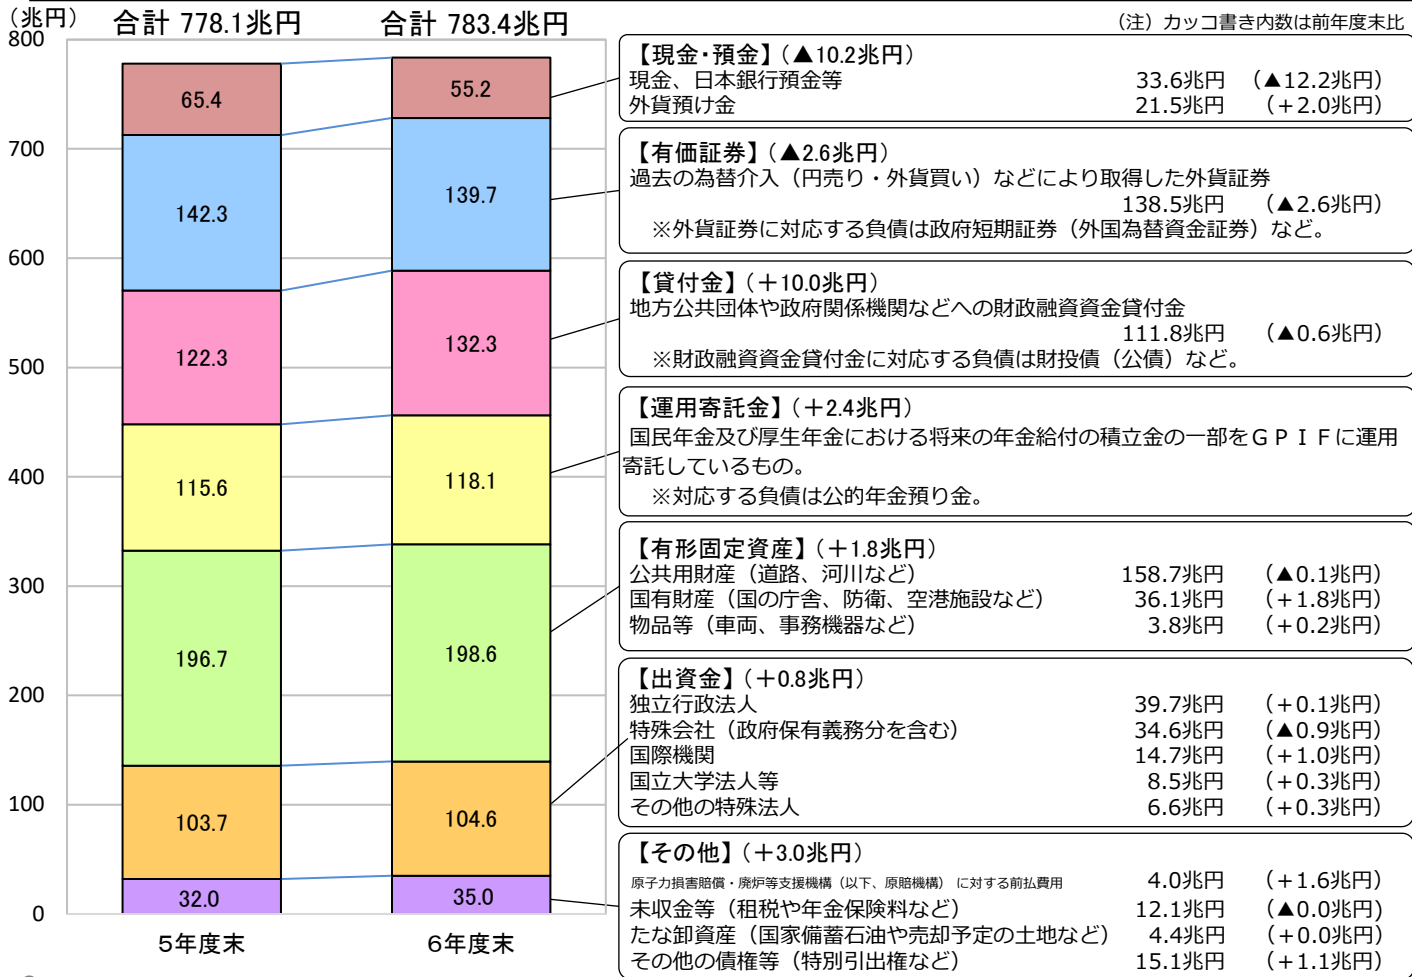 （兆円）
合計 778.1兆円
合計 783.4兆円
（注）カッコ書き内数は前年度末比
800
700
600
500
400
300
200
100
0
65.4
142.3
122.3
115.6
196.7
103.7
32.0
5年度末
55.2
139.7
132.3
118.1
198.6
104.6
35.0
6年度末
【現金・預金】（▲10.2兆円）
現金、日本銀行預金等 33.6兆円 （▲12.2兆円）
外貨預け金 21.5兆円 （＋2.0兆円）
【有価証券】（▲2.6兆円）
過去の為替介入（円売り・外貨買い）などにより取得した外貨証券
138.5兆円 （▲2.6兆円）
※外貨証券に対応する負債は政府短期証券（外国為替資金証券）など。
【貸付金】（＋10.0兆円）
地方公共団体や政府関係機関などへの財政融資資金貸付金
111.8兆円 （▲0.6兆円）
※財政融資資金貸付金に対応する負債は財投債（公債）など。
【運用寄託金】（＋2.4兆円）
国民年金及び厚生年金における将来の年金給付の積立金の一部をＧＰＩＦに運用
寄託しているもの。
※対応する負債は公的年金預り金。
【有形固定資産】（＋1.8兆円）
公共用財産（道路、河川など） 158.7兆円 （▲0.1兆円）
国有財産（国の庁舎、防衛、空港施設など） 36.1兆円 （＋1.8兆円）
物品等（車両、事務機器など） 3.8兆円 （＋0.2兆円）
【出資金】（＋0.8兆円）
独立行政法人 39.7兆円 （＋0.1兆円）
特殊会社（政府保有義務分を含む） 34.6兆円 （▲0.9兆円）
国際機関 14.7兆円 （＋1.0兆円）
国立大学法人等 8.5兆円 （＋0.3兆円）
その他の特殊法人 6.6兆円 （＋0.3兆円）
【その他】（＋3.0兆円）
原子力損害賠償・廃炉等支援機構（以下、原賠機構）に対する前払費用 4.0兆円 （＋1.6兆円）
未収金等（租税や年金保険料など） 12.1兆円 （▲0.0兆円）
たな卸資産（国家備蓄石油や売却予定の土地など） 4.4兆円 （＋0.0兆円）
その他の債権等（特別引出権など） 15.1兆円 （＋1.1兆円）